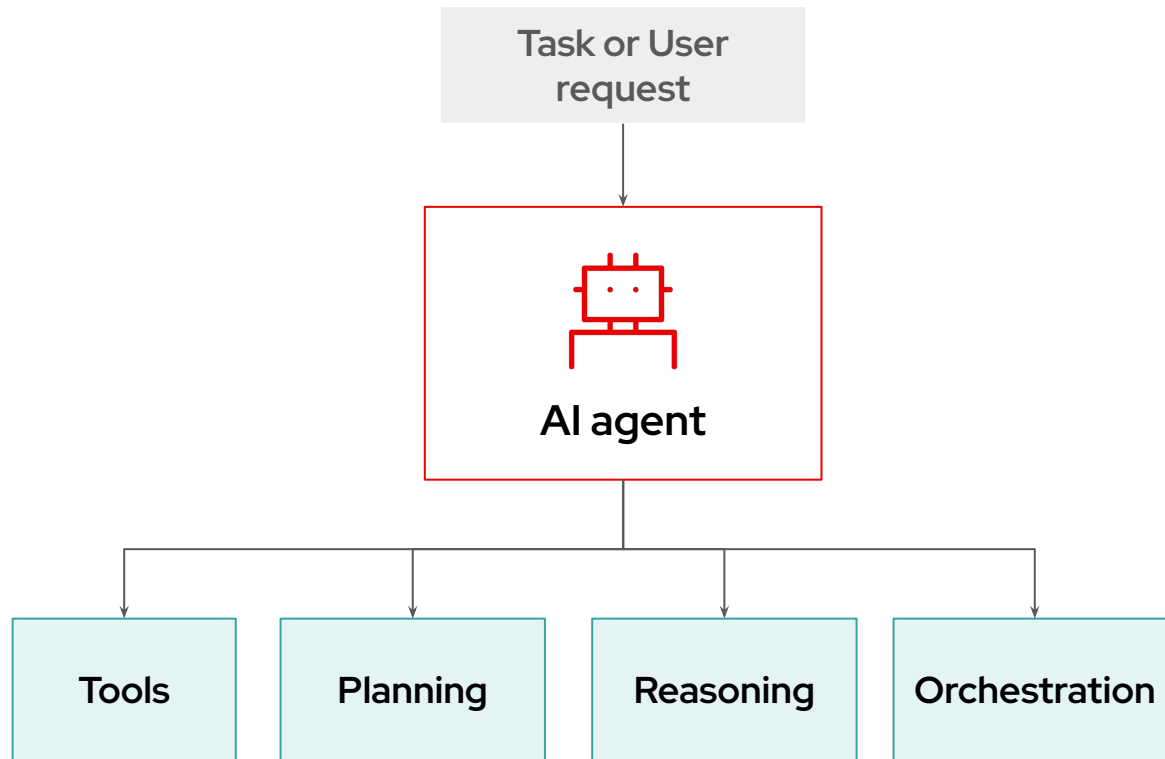 Task or User
request
AI agent
Tools
Planning
Reasoning
Orchestration